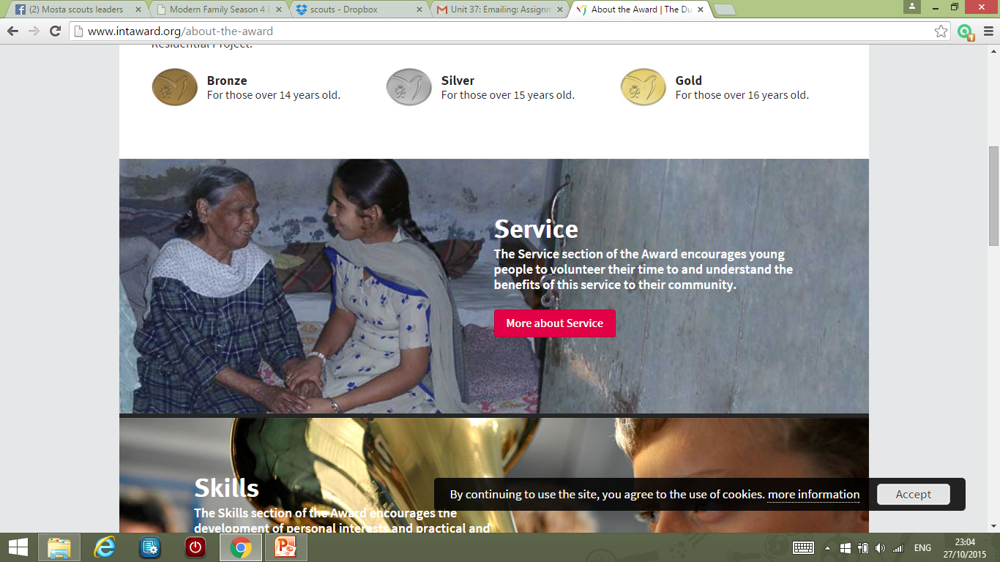 (2) Mosta scouts leaders
Modern Family Season 4 E
scouts - Dropbox
Unit 37: Emailing: Assignm
About the Award | The Du
www.intaward.org/about-the-award
Residential Project.
Bronze
For those over 14 years old.
Silver
For those over 15 years old.
Gold
For those over 16 years old.
Service
The Service section of the Award encourages young
people to volunteer their time to and understand the
benefits of this service to their community.
More about Service
Skills
The Skills section of the Award encourages the
development of personal interests and practical and
By continuing to use the site, you agree to the use of cookies. more information
Accept
ENG
23:04
27/10/2015